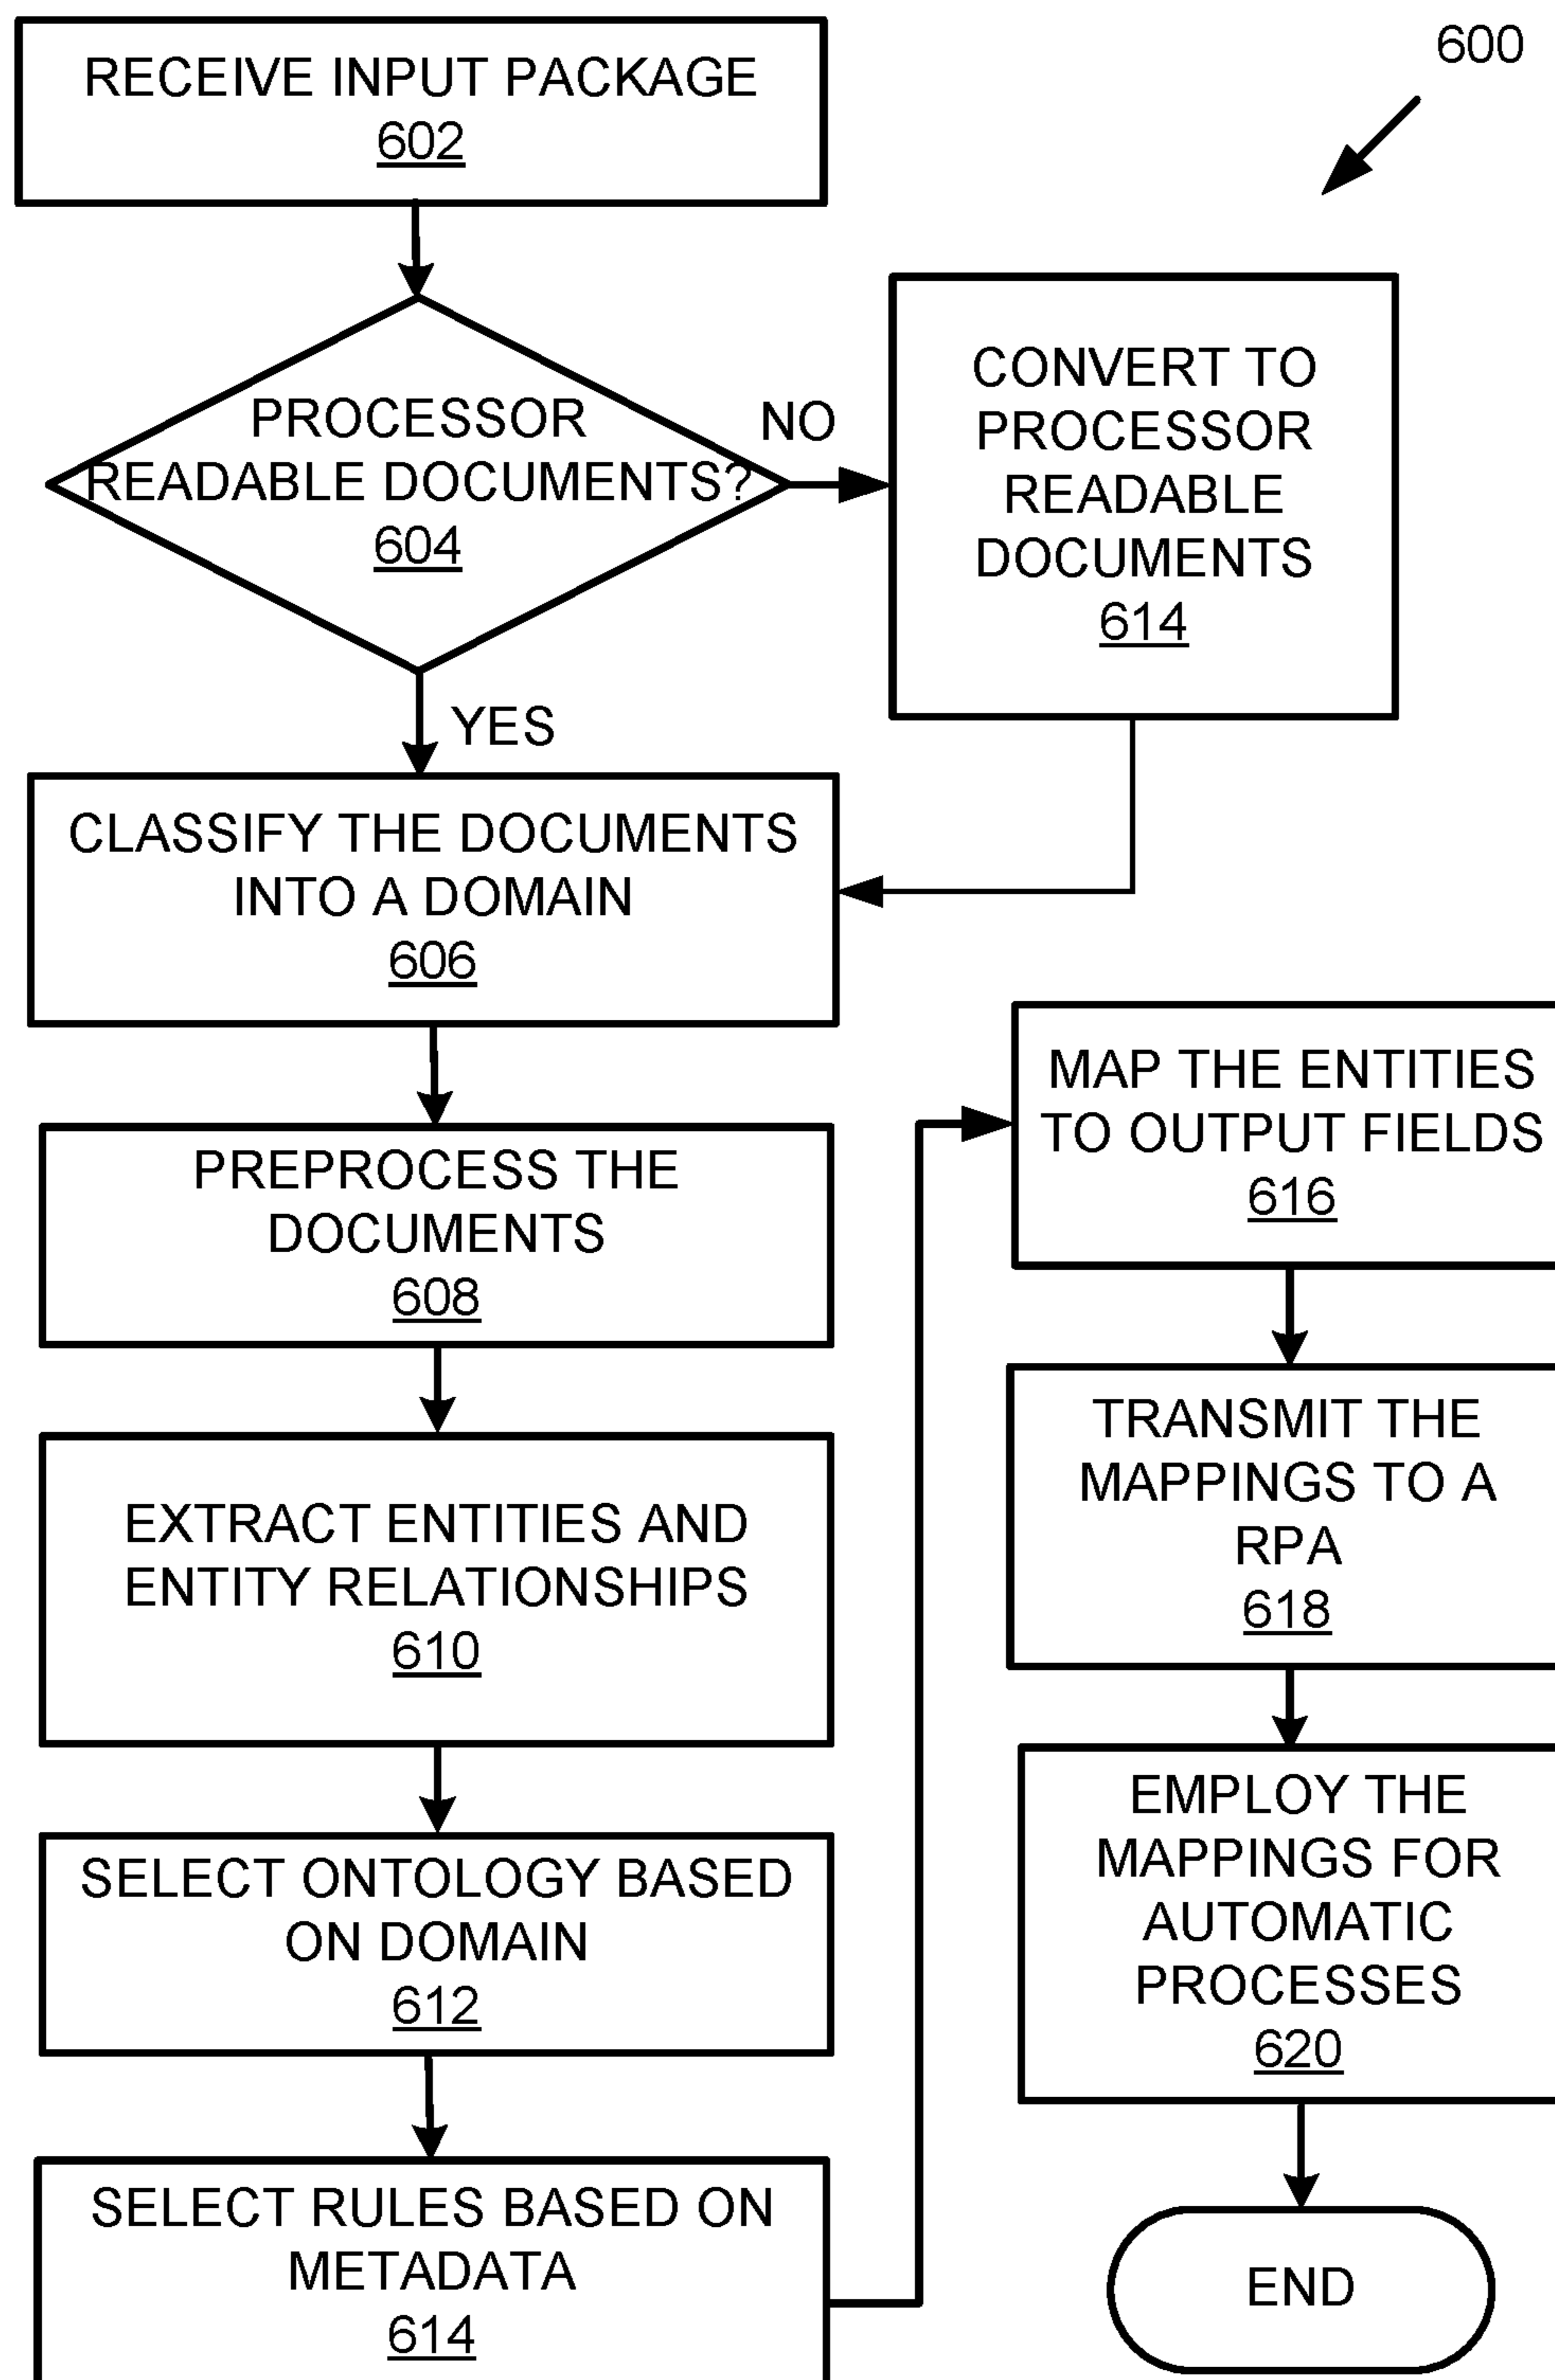 600
RECEIVE INPUT PACKAGE
602
PROCESSOR
READABLE DOCUMENTS?
604
NO
CONVERT TO
PROCESSOR
READABLE
DOCUMENTS
614
YES
CLASSIFY THE DOCUMENTS
INTO A DOMAIN
606
PREPROCESS THE
DOCUMENTS
608
EXTRACT ENTITIES AND
ENTITY RELATIONSHIPS
610
SELECT ONTOLOGY BASED
ON DOMAIN
612
SELECT RULES BASED ON
METADATA
614
MAP THE ENTITIES
TO OUTPUT FIELDS
616
TRANSMIT THE
MAPPINGS TO A
RPA
618
EMPLOY THE
MAPPINGS FOR
AUTOMATIC
PROCESSES
620
END